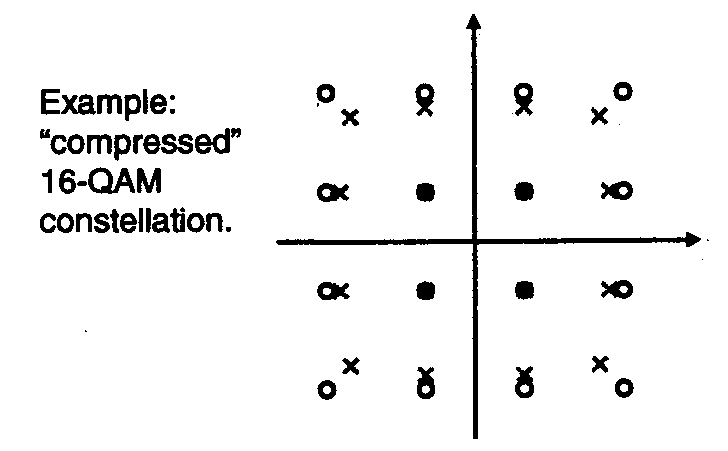 Example:
“compressed”
16-QAM
constellation.